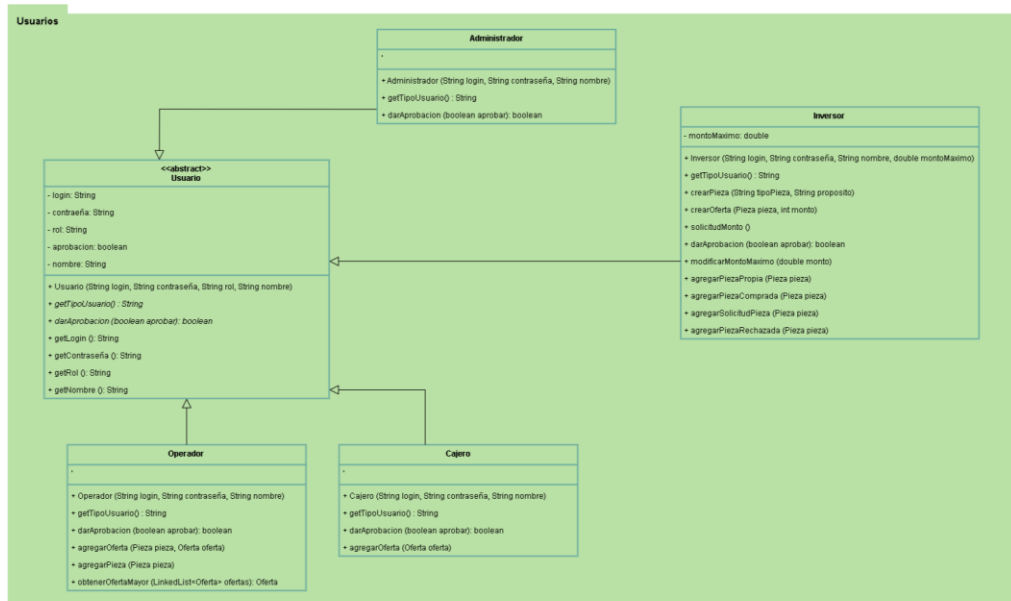 Usuarios
Administrador
-
+ Administrador (String login, String contraseña, String nombre)
+ getTipoUsuario() : String
+ darAprobacion (boolean aprobar): boolean
Inversor
- montoMaximo: double
+ Inversor (String login, String contraseña, String nombre, double montoMaximo)
+ getTipoUsuario() : String
+ crearPieza (String tipoPieza, String proposito)
+ crearOferta (Pieza pieza, int monto)
+ solicitudMonto ()
+ darAprobacion (boolean aprobar): boolean
+ modificarMontoMaximo (double monto)
+ agregarPiezaPropia (Pieza pieza)
+ agregarPiezaComprada (Pieza pieza)
+ agregarSolicitudPieza (Pieza pieza)
+ agregarPiezaRechazada (Pieza pieza)
<<abstract>>
Usuario
- login: String
- contraeña: String
- rol: String
- aprobacion: boolean
- nombre: String
+ Usuario (String login, String contraseña, String rol, String nombre)
+ getTipoUsuario() : String
+ darAprobacion (boolean aprobar): boolean
+ getLogin (): String
+ getContraseña (): String
+ getRol (): String
+ getNombre (): String
Operador
-
+ Operador (String login, String contraseña, String nombre)
+ getTipoUsuario() : String
+ darAprobacion (boolean aprobar): boolean
+ agregarOferta (Pieza pieza, Oferta oferta)
+ agregarPieza (Pieza pieza)
+ obtenerOfertaMayor (LinkedList<Oferta> ofertas): Oferta
Cajero
-
+ Cajero (String login, String contraseña, String nombre)
+ getTipoUsuario() : String
+ darAprobacion (boolean aprobar): boolean
+ agregarOferta (Oferta oferta)